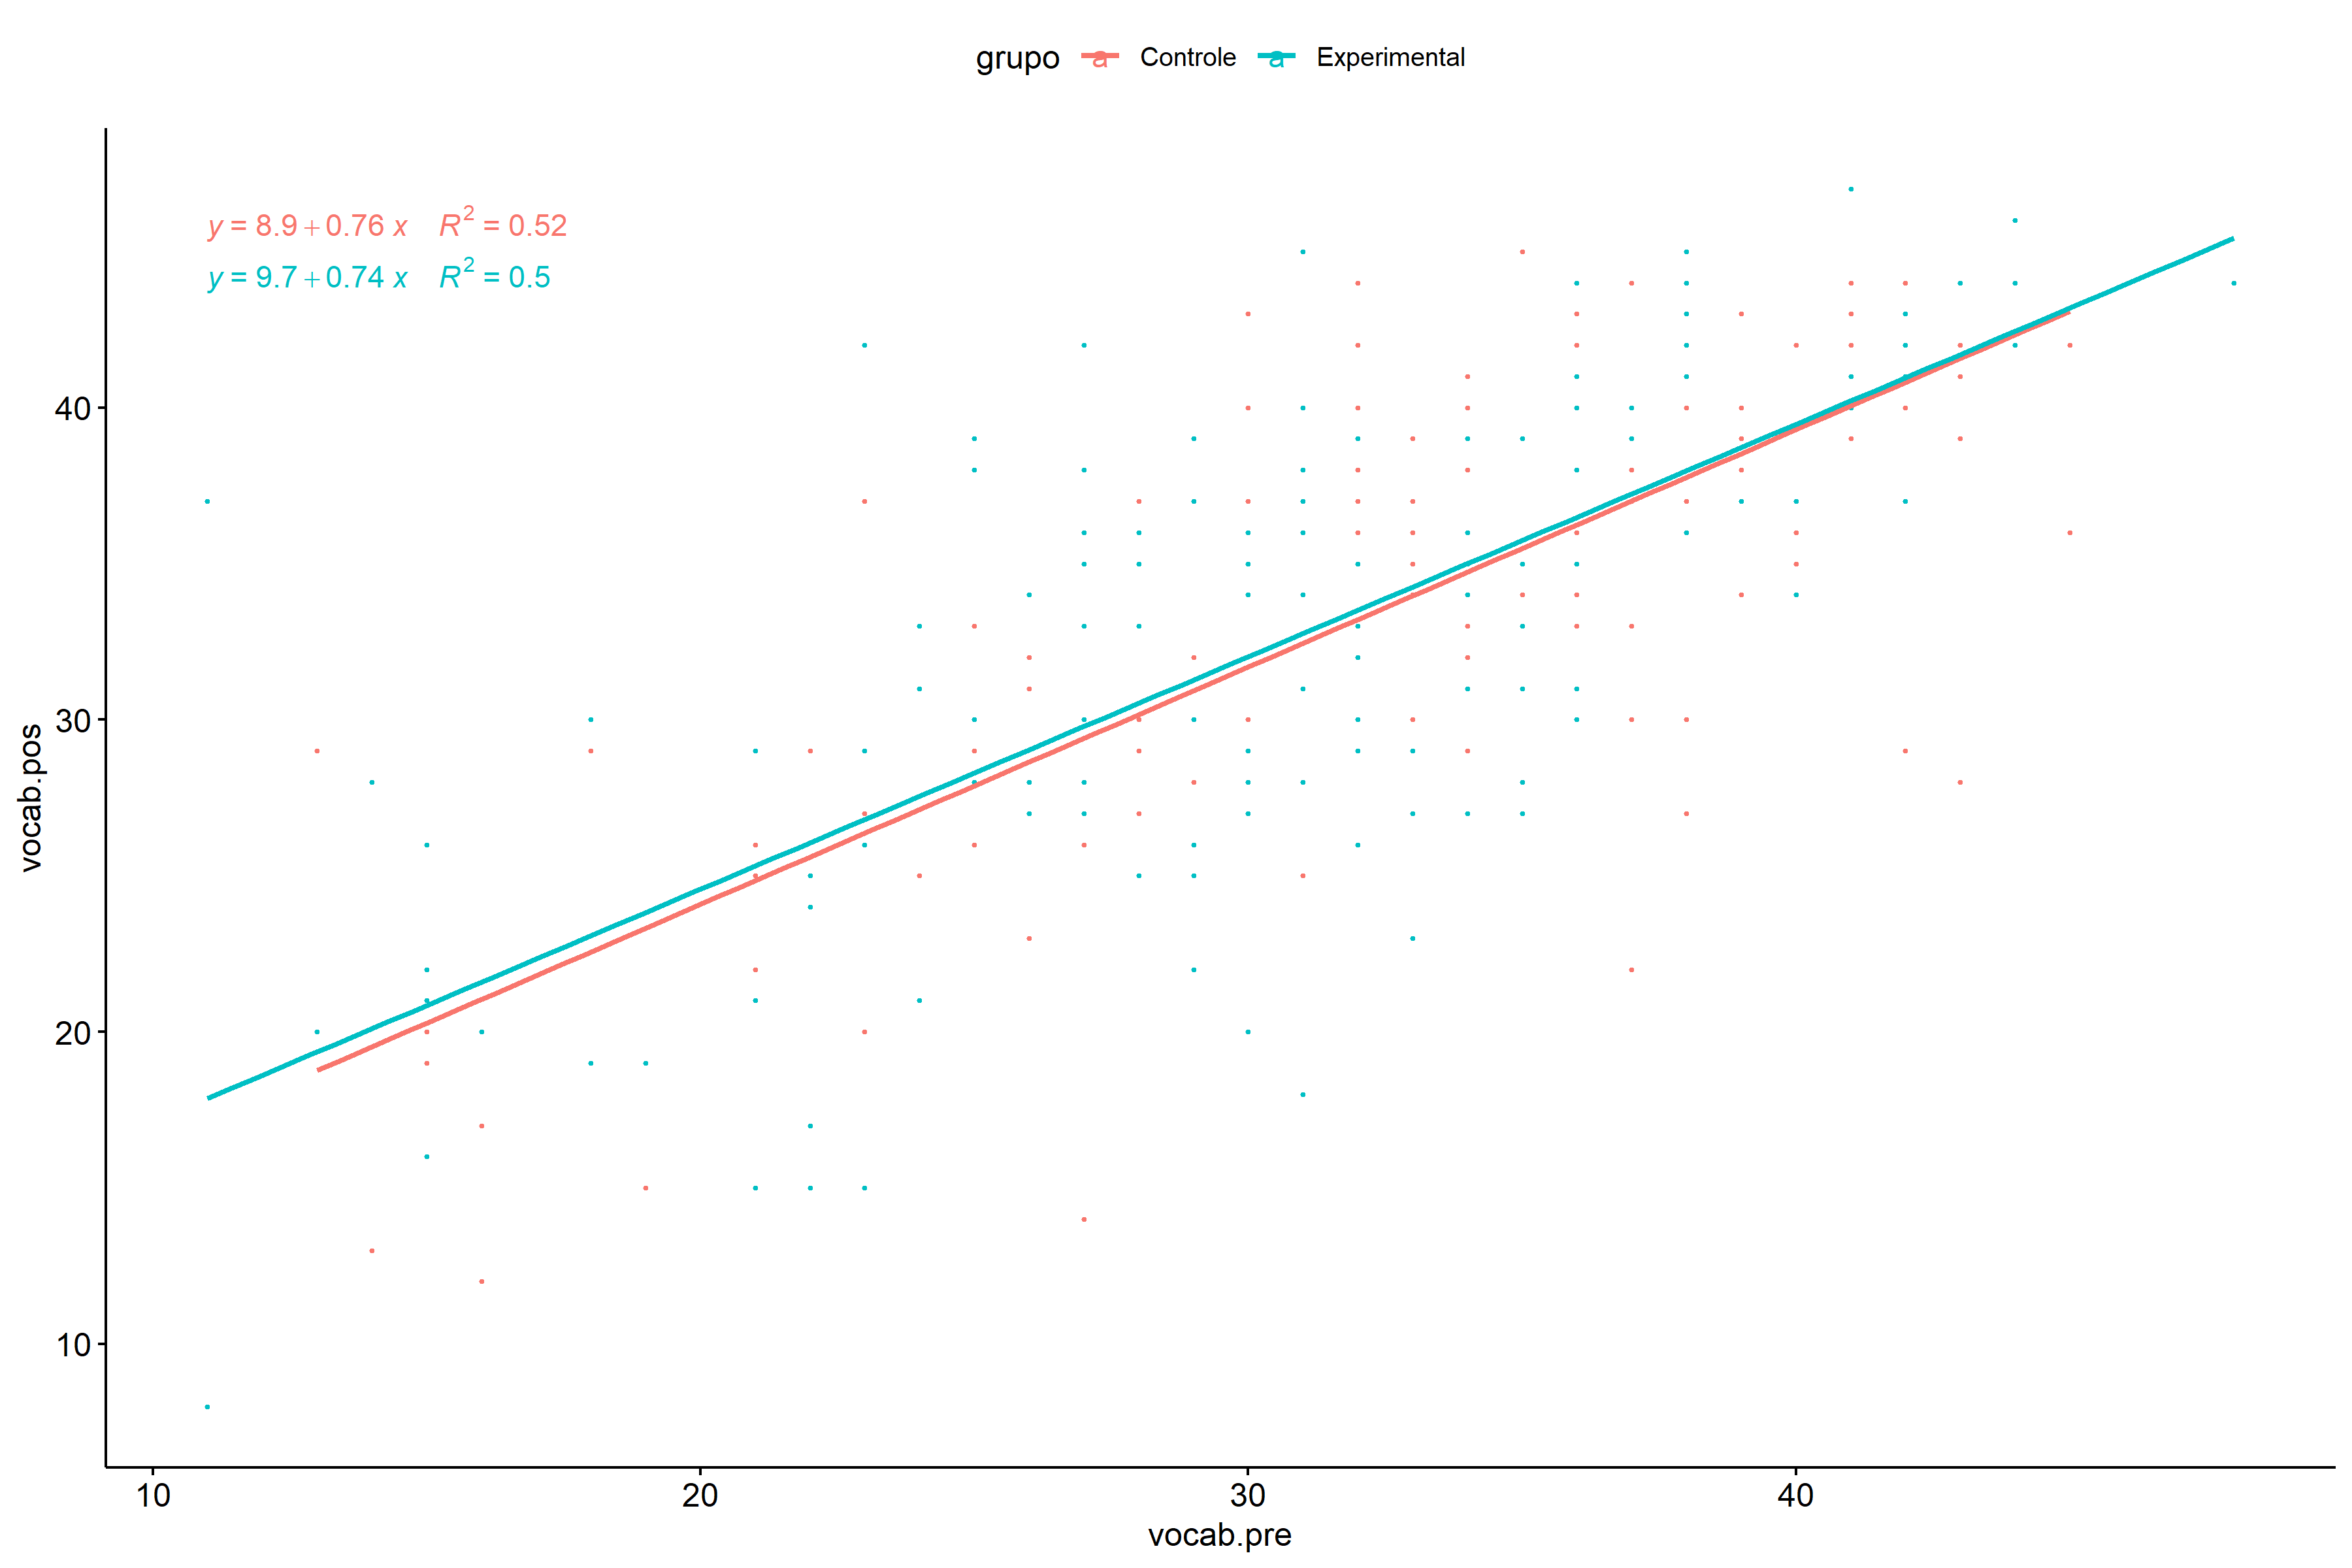 grupo a Controle a Experimental
y = 8.9 + 0.76 x R² = 0.52
y = 9.7 + 0.74 x R² = 0.5
40
30
20
10
vocab.pos
10 20 30 40
vocab.pre